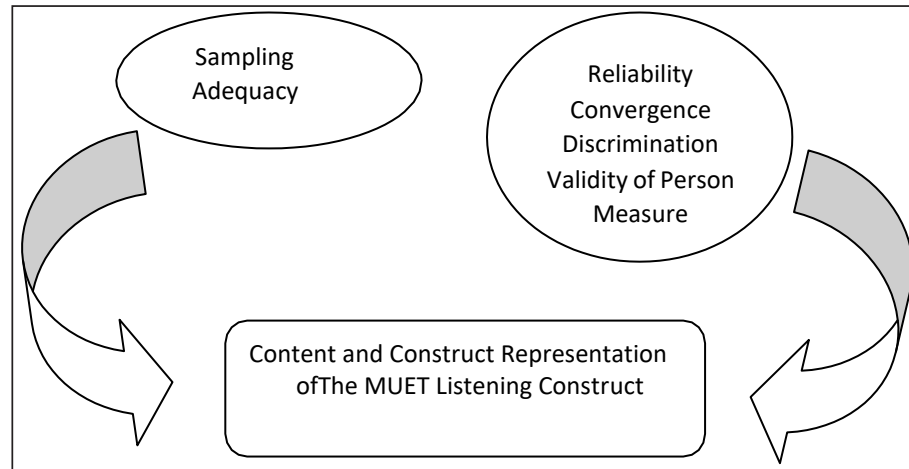 Sampling
Adequacy
Reliability
Convergence
Discrimination
Validity of Person
Measure
Content and Construct Representation
ofThe MUET Listening Construct